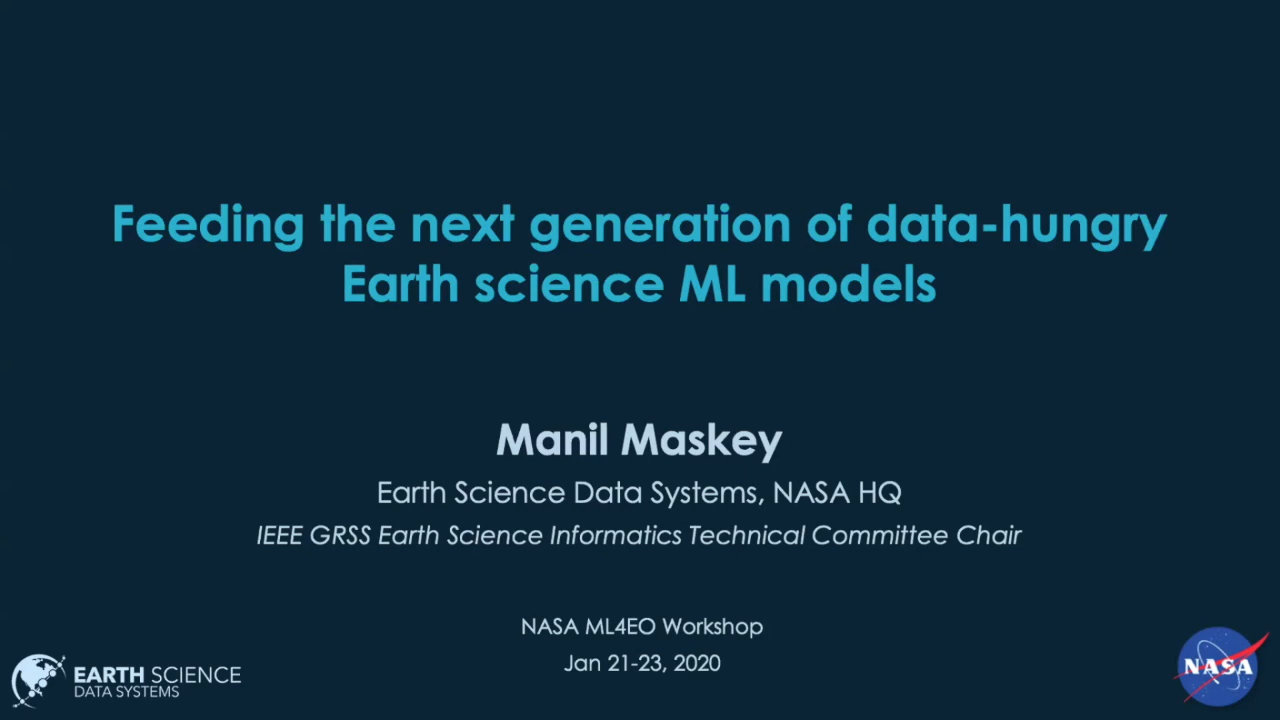 Feeding the next generation of data-hungry
Earth science ML models
Manil Maskey
Earth Science Data Systems, NASA HQ
IEEE GRSS Earth Science Informatics Technical Committee Chair
NASA ML4EO Workshop
Jan 21-23, 2020
EARTH SCIENCE
DATA SYSTEMS
NASA